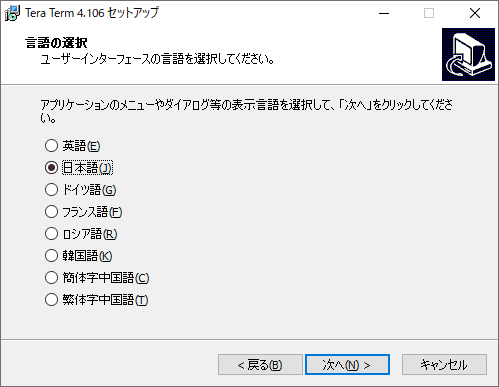 Tera Term 4.106 セットアップ
言語の選択
ユーザーインターフェースの言語を選択してください。
アプリケーションのメニューやダイアログ等の表示言語を選択して、「次へ」をクリックしてくださ
い。
英語(E)
日本語(J)
ドイツ語(G)
フランス語(F)
ロシア語(R)
韓国語(K)
簡体字中国語(C)
繁体字中国語(T)
< 戻る(B) 次へ(N) > キャンセル